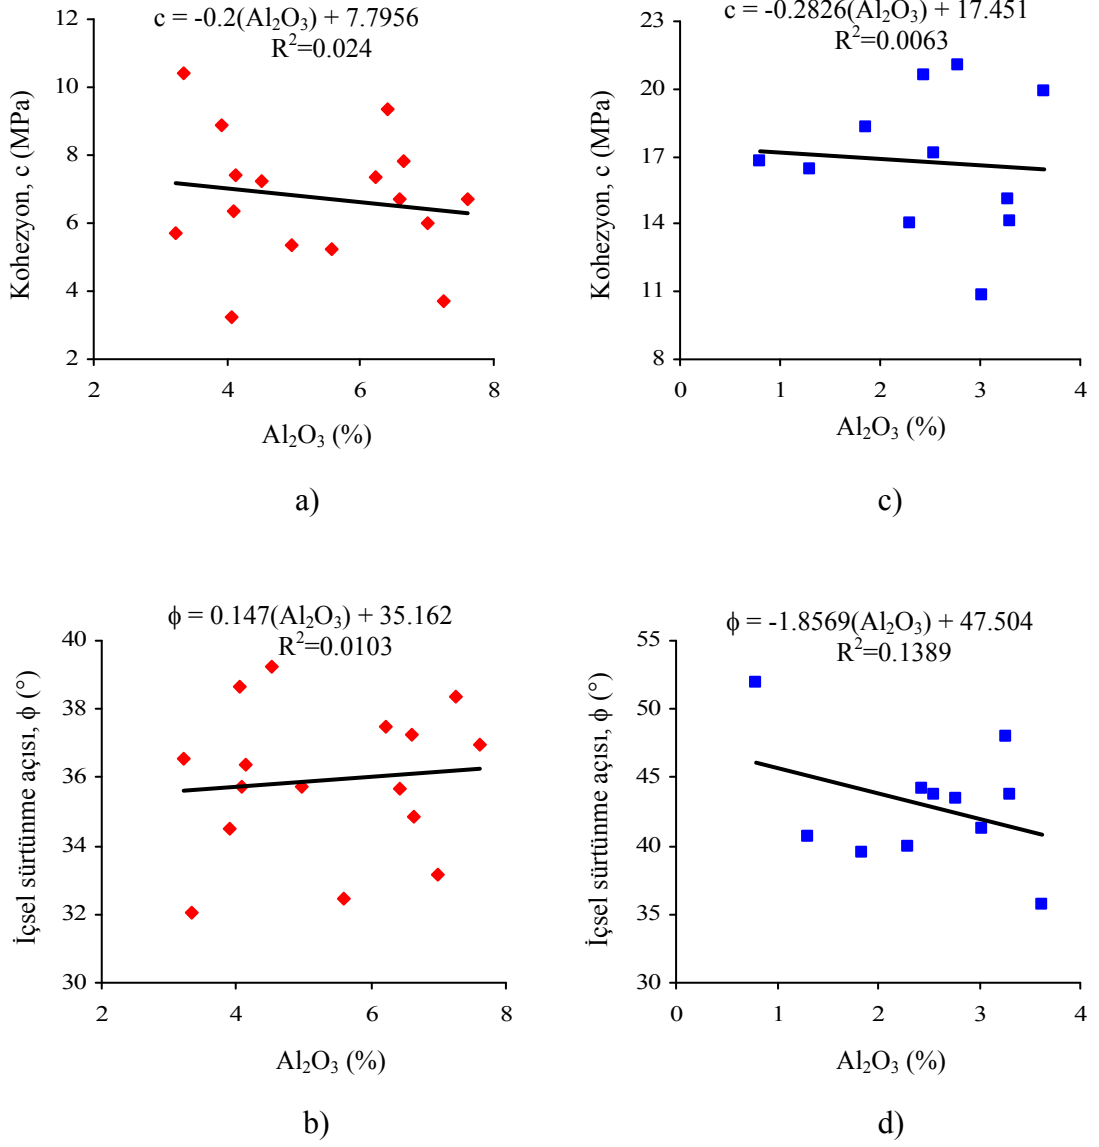 c = -0.2(Al₂O₃) + 7.7956
R²=0.024
12
10
8
6
4
2
2
4
6
8
Kohezyon, c (MPa)
Al₂O₃ (%)
a)
c = -0.2826(Al₂O₃) + 17.451
R²=0.0063
23
20
17
14
11
8
0
1
2
3
4
Kohezyon, c (MPa)
Al₂O₃ (%)
c)
ϕ = 0.147(Al₂O₃) + 35.162
R²=0.0103
40
38
36
34
32
30
2
4
6
8
İçsel sürtünme açısı, ϕ (°)
Al₂O₃ (%)
b)
ϕ = -1.8569(Al₂O₃) + 47.504
R²=0.1389
55
50
45
40
35
30
0
1
2
3
4
İçsel sürtünme açısı, ϕ (°)
Al₂O₃ (%)
d)